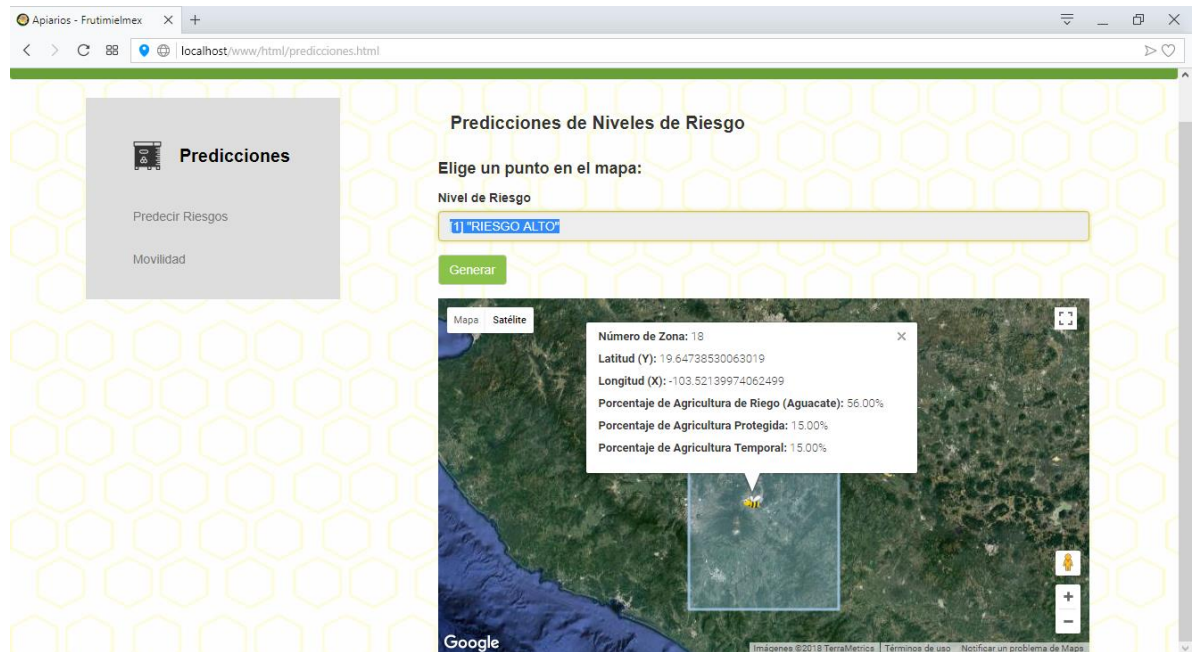 Apiarios - Frutimielmex
localhost/www/html/predicciones.html
Predicciones
Predecir Riesgos
Movilidad
Predicciones de Niveles de Riesgo
Elige un punto en el mapa:
Nivel de Riesgo
[1] "RIESGO ALTO"
Generar
Mapa Satélite
Número de Zona: 18
Latitud (Y): 19.64738530063019
Longitud (X): -103.52139974062499
Porcentaje de Agricultura de Riego (Aguacate): 56.00%
Porcentaje de Agricultura Protegida: 15.00%
Porcentaje de Agricultura Temporal: 15.00%
Google
Imágenes ©2018 TerraMetrics Términos de uso Notificar un problema de Maps